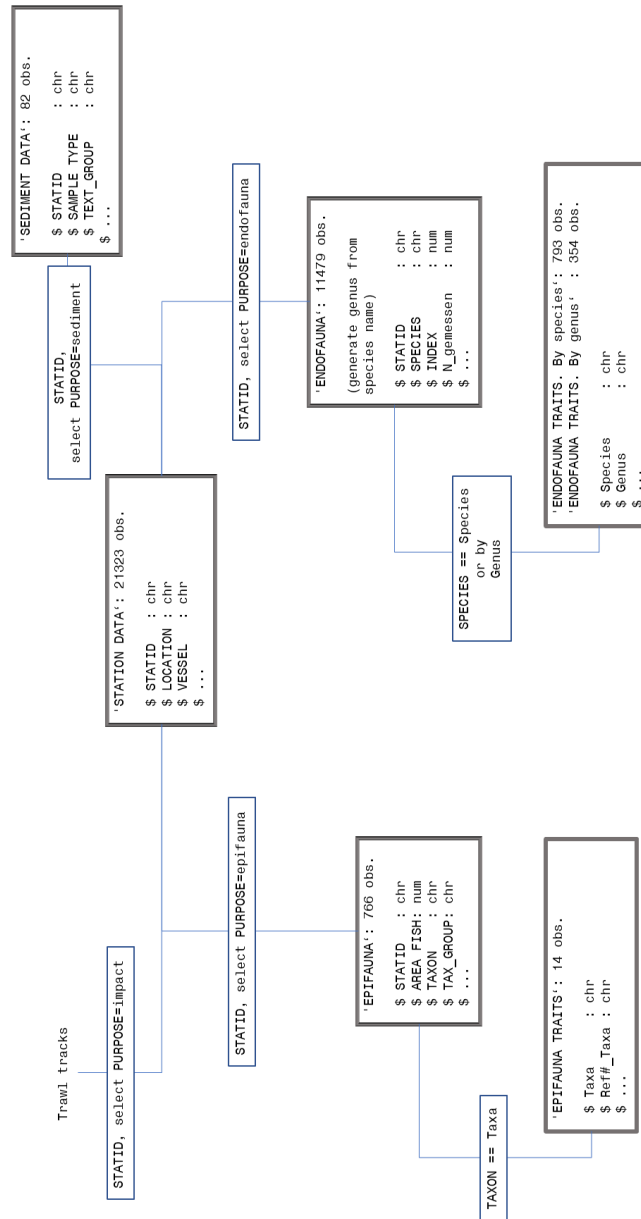 Trawl tracks
STATID, select PURPOSE=impact
STATID, select PURPOSE=epifauna
'EPIFAUNA‘: 766 obs.
$ STATID : chr
$ AREA_FISH: num
$ TAXON : chr
$ TAX_GROUP: chr
$ ...
TAXON == Taxa
'EPIFAUNA TRAITS‘: 14 obs.
$ Taxa : chr
$ Ref#_Taxa : chr
$ ...
'STATION DATA‘: 21323 obs.
$ STATID : chr
$ LOCATION : chr
$ VESSEL : chr
$ ...
STATID,
select PURPOSE=sediment
'SEDIMENT DATA‘: 82 obs.
$ STATID : chr
$ SAMPLE_TYPE : chr
$ TEXT_GROUP : chr
$ ...
STATID, select PURPOSE=endofauna
'ENDOFAUNA‘: 11479 obs.
(generate genus from
species name)
$ STATID : chr
$ SPECIES : chr
$ INDEX : num
$ N_gemessen : num
$ ...
SPECIES == Species
or by
Genus
'ENDOFAUNA TRAITS. By species‘: 793 obs.
'ENDOFAUNA TRAITS. By genus‘ : 354 obs.
$ Species : chr
$ Genus : chr
$ ...